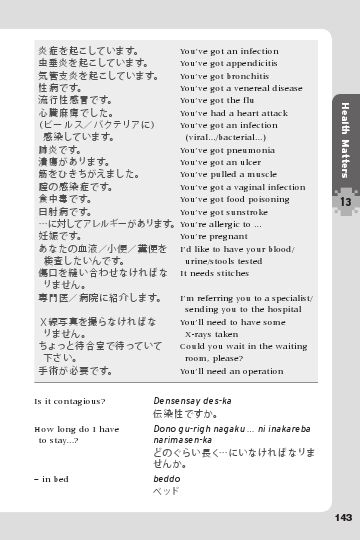 炎症を起こしています。 You've got an infection
虫垂炎を起こしています。 You've got appendicitis
気管支炎を起こしています。 You've got bronchitis
性病です。 You've got a venereal disease
流行性感冒です。 You've got the flu
心臓麻痺でした。 You've had a heart attack
(ビールス／バクテリアに) You've got an infection
感染しています。 (viral.../bacterial...)
肺炎です。 You've got pneumonia
潰瘍があります。 You've got an ulcer
筋をひきちがえました。 You've pulled a muscle
膣の感染症です。 You've got a vaginal infection
食中毒です。 You've got food poisoning
日射病です。 You've got sunstroke
…に対してアレルギーがあります。 You're allergic to ...
妊娠です。 You're pregnant
あなたの血液／小便／糞便を I'd like to have your blood/
検査したいんです。 urine/stools tested
傷口を縫い合わせなければな It needs stitches
りません。
専門医／病院に紹介します。 I'm referring you to a specialist/
sending you to the hospital
Ｘ線写真を撮らなければな You'll need to have some
りません。 X-rays taken
ちょっと待合室で待っていて Could you wait in the waiting
下さい。 room, please?
手術が必要です。 You'll need an operation
Is it contagious? Densensay des-ka
伝染性ですか。
How long do I have Dono gu-righ nagaku ... ni inakareba
to stay...? narimasen-ka
どのぐらい長く…にいなければなりま
せんか。
– in bed beddo
ベッド
Health Matters
13
143